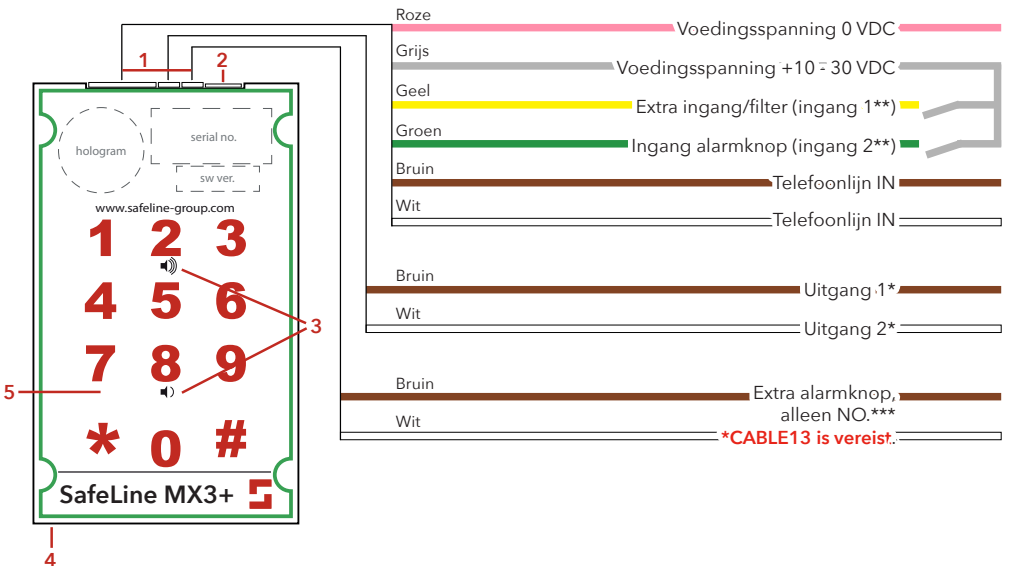 Roze
Voedingsspanning 0 VDC
Grijs
Voedingsspanning +10 - 30 VDC
Geel
Extra ingang/filter (ingang 1**)
Groen
Ingang alarmknop (ingang 2**)
Bruin
Telefoonlijn IN
Wit
Telefoonlijn IN
Bruin
Uitgang 1*
Wit
Uitgang 2*
Bruin
Extra alarmknop,
alleen NO.***
Wit
*CABLE13 is vereist.
1
2
hologram
serial no.
sw ver.
www.safeline-group.com
1 2 3
4 5 6
3
7 8 9
5
* 0 #
SafeLine MX3+
4